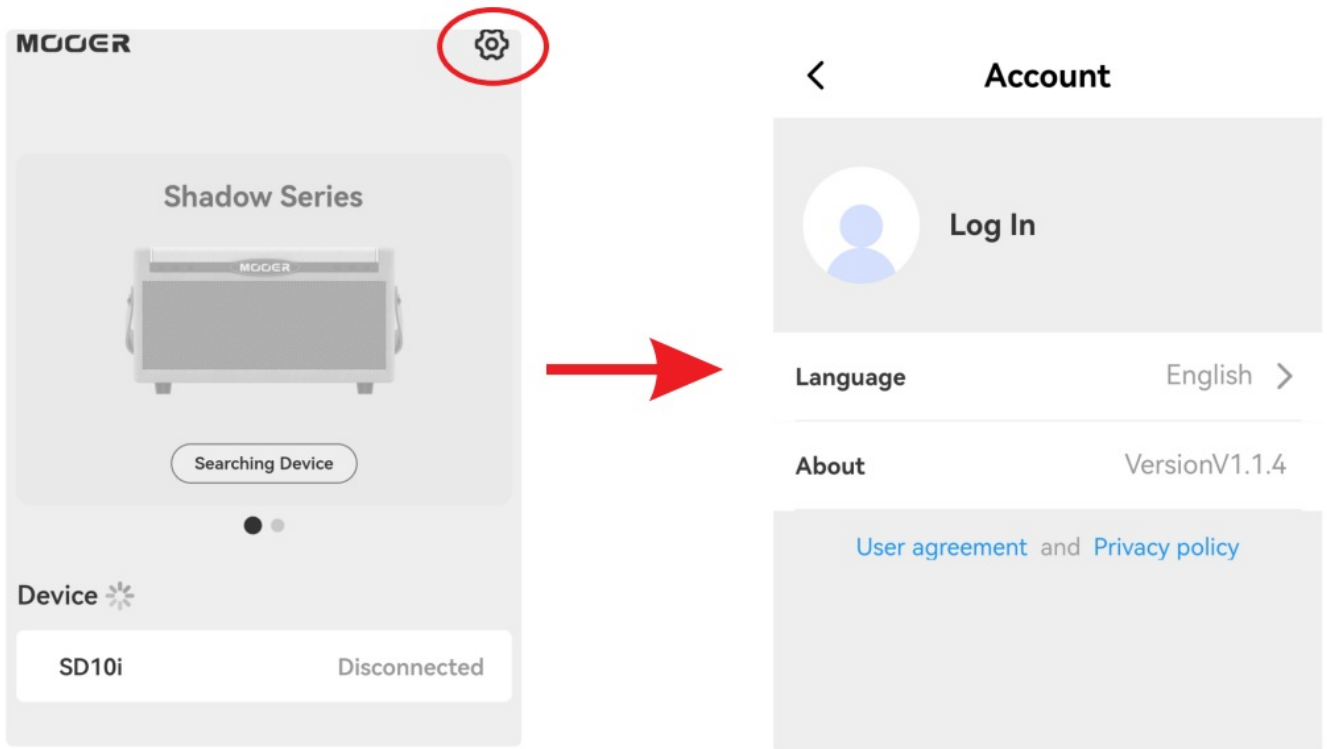 MOOER
Shadow Series
MOOER
Searching Device
Device
SD10i Disconnected
Account
Log In
Language English
About VersionV1.1.4
User agreement and Privacy policy